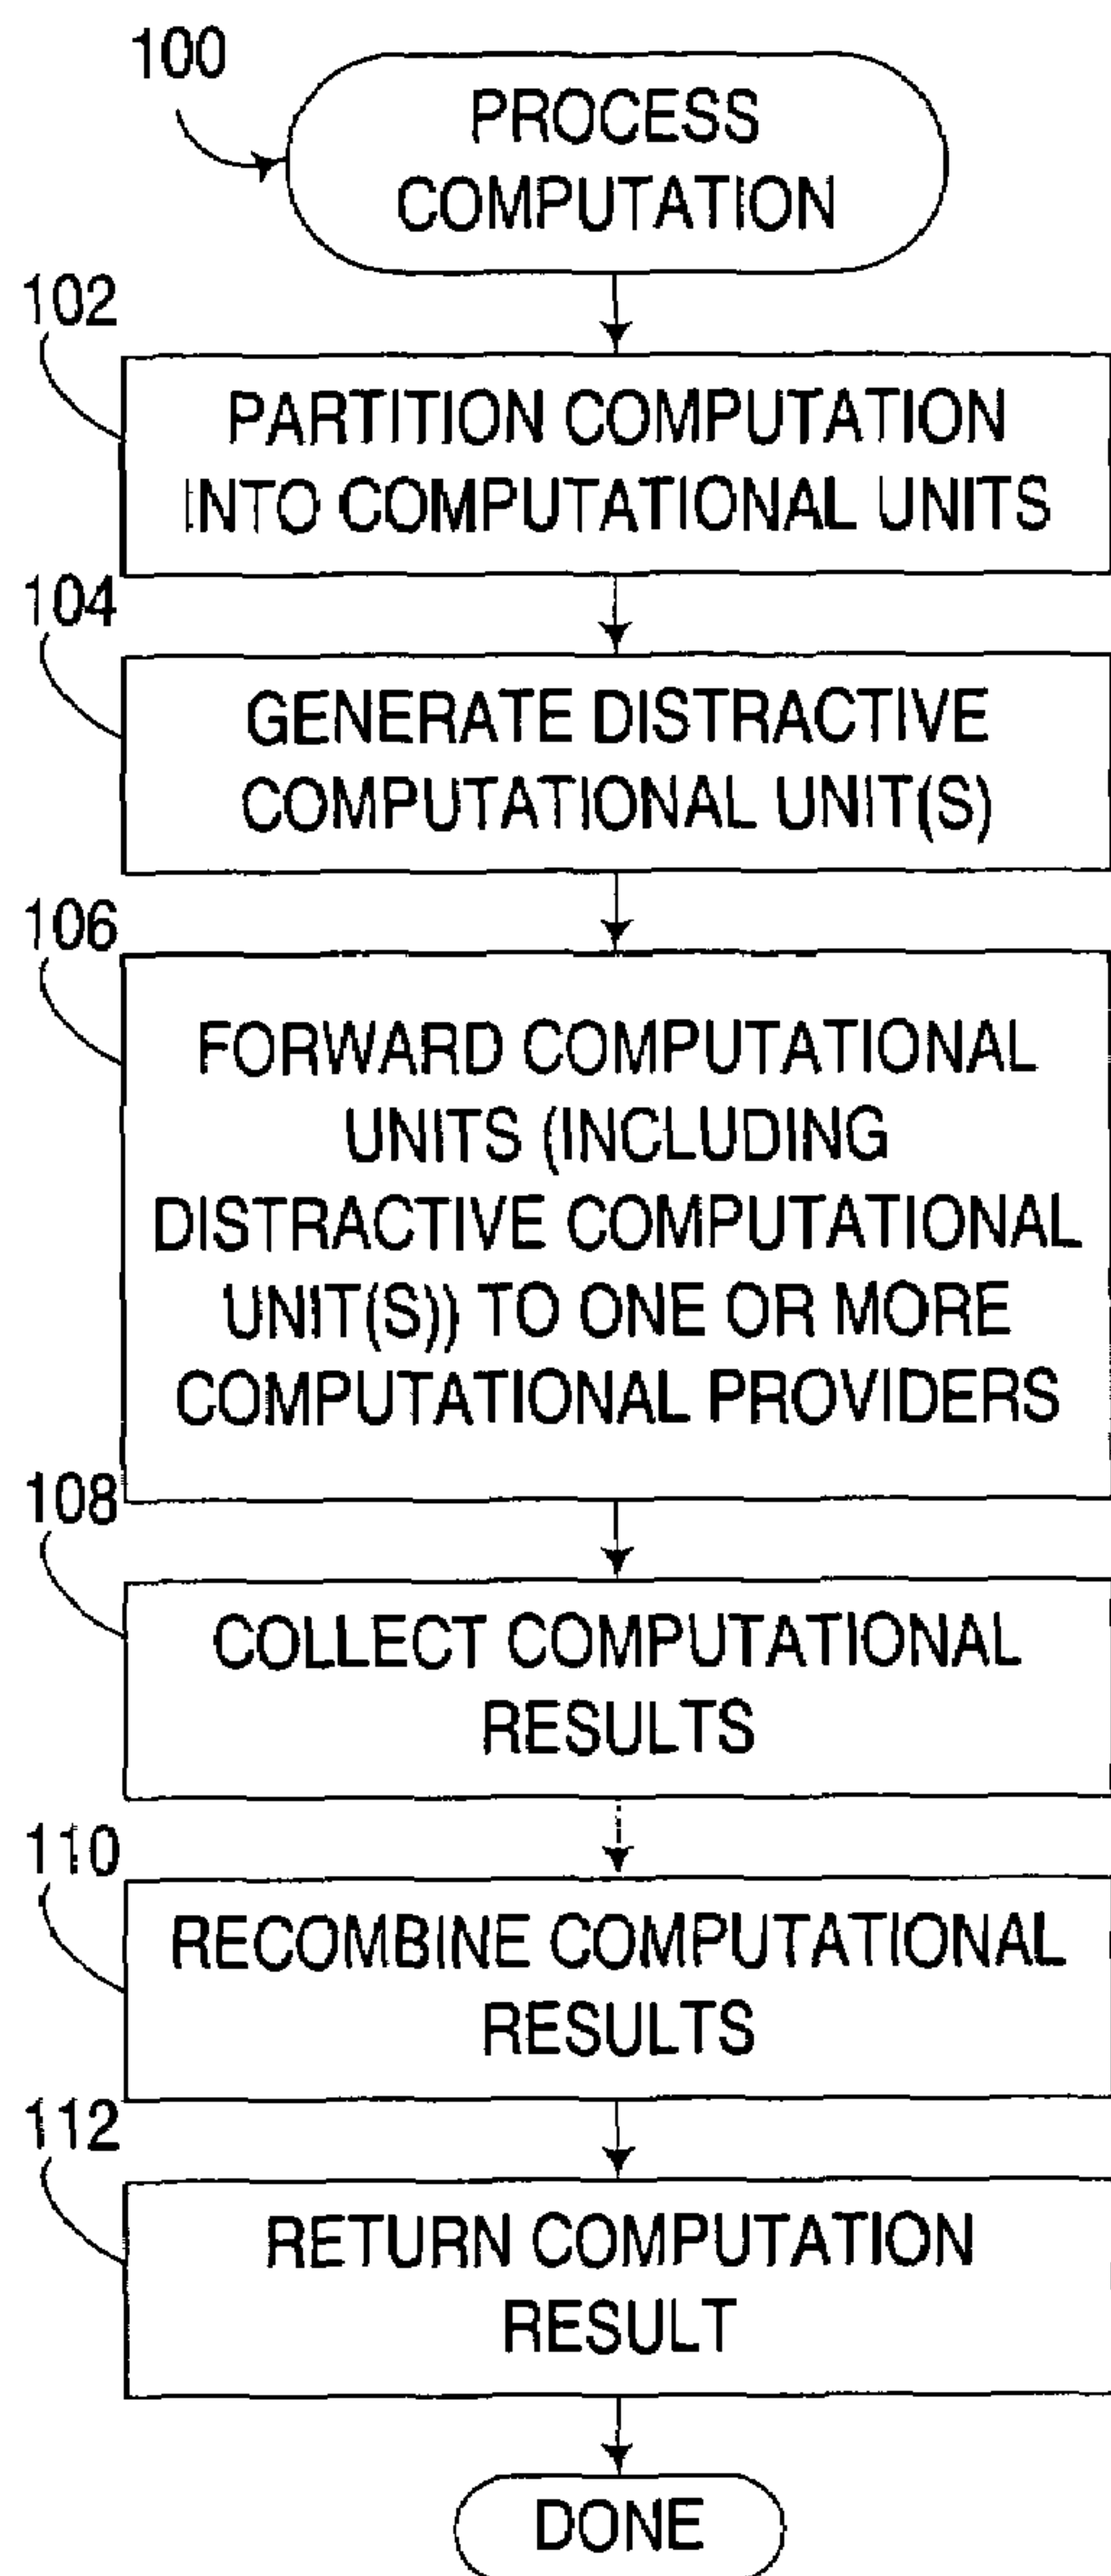 100
PROCESS
COMPUTATION
102
PARTITION COMPUTATION
INTO COMPUTATIONAL UNITS
104
GENERATE DISTRACTIVE
COMPUTATIONAL UNIT(S)
106
FORWARD COMPUTATIONAL
UNITS (INCLUDING
DISTRACTIVE COMPUTATIONAL
UNIT(S)) TO ONE OR MORE
COMPUTATIONAL PROVIDERS
108
COLLECT COMPUTATIONAL
RESULTS
110
RECOMBINE COMPUTATIONAL
RESULTS
112
RETURN COMPUTATION
RESULT
DONE